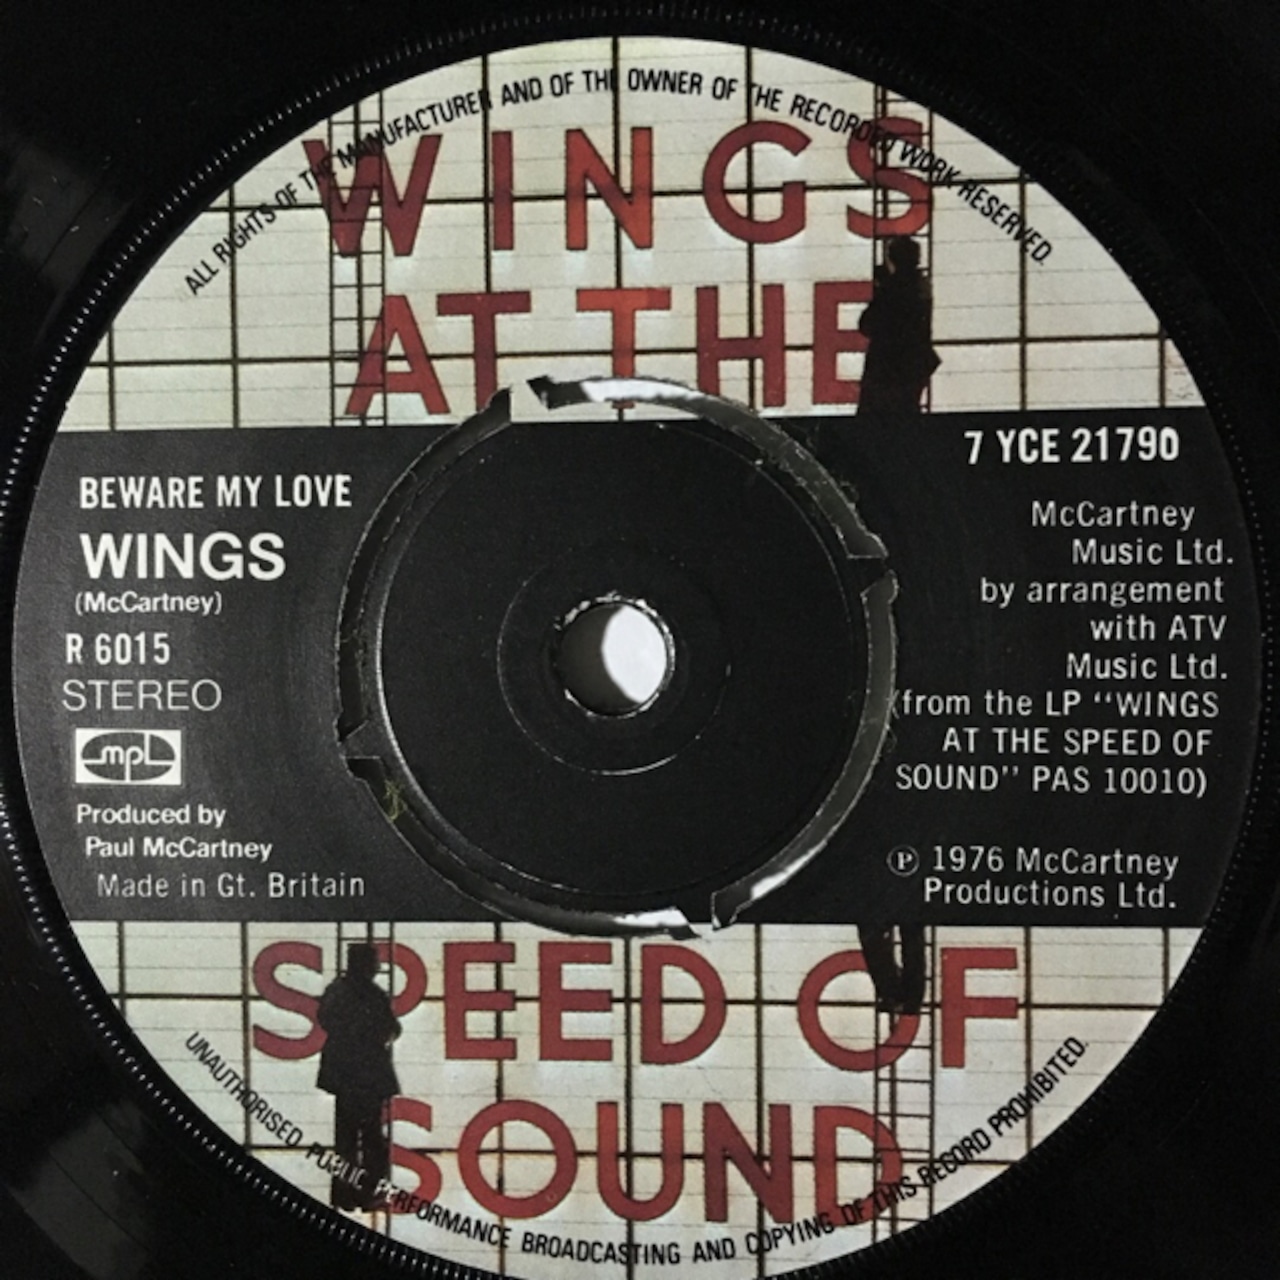 ALL RIGHTS OF THE MANUFACTURER AND OF THE OWNER OF THE RECORDED WORK RESERVED.
WINGS
AT THE
7 YCE 21790
BEWARE MY LOVE
WINGS
(McCartney)
R 6015
STEREO
mpl
Produced by
Paul McCartney
Made in Gt. Britain
McCartney
Music Ltd.
by arrangement
with ATV
Music Ltd.
(from the LP “WINGS
AT THE SPEED OF
SOUND” PAS 10010)
Ⓟ 1976 McCartney
Productions Ltd.
SPEED OF
SOUND
UNAUTHORISED PUBLIC PERFORMANCE BROADCASTING AND COPYING OF THIS RECORD PROHIBITED.